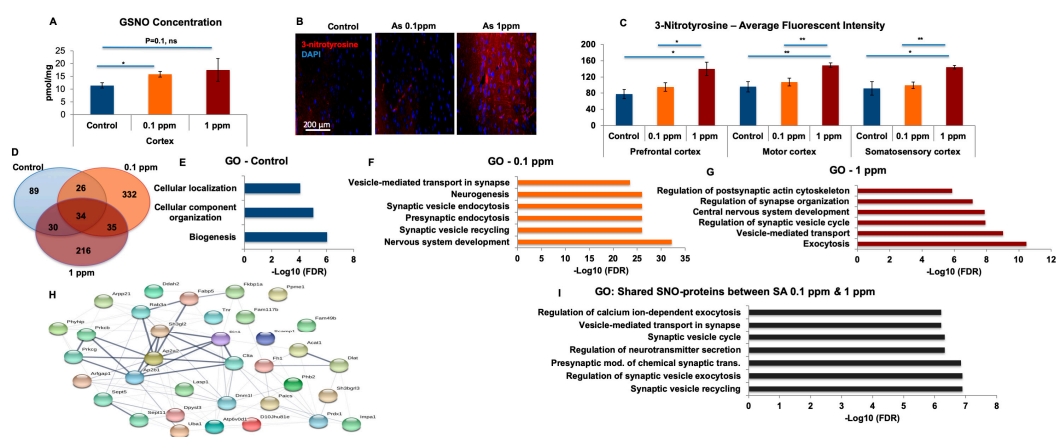 A
GSNO Concentration
P=0.1, ns
*
pmol/mg
25
20
15
10
5
0
Control
0.1 ppm
1 ppm
Cortex
B
Control
As 0.1ppm
As 1ppm
3-nitrotyrosine
DAPI
200 µm
C
3-Nitrotyrosine – Average Fluorescent Intensity
200
160
120
80
40
0
*
*
**
**
**
*
Control
0.1 ppm
1 ppm
Control
0.1 ppm
1 ppm
Control
0.1 ppm
1 ppm
Prefrontal cortex
Motor cortex
Somatosensory cortex
D
Control
0.1 ppm
89
26
332
34
30
35
216
1 ppm
E
GO - Control
Cellular localization
Cellular component
organization
Biogenesis
0 2 4 6 8
-Log10 (FDR)
F
GO - 0.1 ppm
Vesicle-mediated transport in synapse
Neurogenesis
Synaptic vesicle endocytosis
Presynaptic endocytosis
Synaptic vesicle recycling
Nervous system development
0 5 10 15 20 25 30 35
-Log10 (FDR)
G
GO - 1 ppm
Regulation of postsynaptic actin cytoskeleton
Regulation of synapse organization
Central nervous system development
Regulation of synaptic vesicle cycle
Vesicle-mediated transport
Exocytosis
0 2 4 6 8 10 12
-Log10 (FDR)
H
Arpp21
Ddah2
Fabp5
Fkbp1a
Ppme1
Rab3a
Phyhip
Prkcb
Sh3gl2
Fam117b
Fam49b
Prkcg
Ap2a2
Acat1
Dlat
Arfgap1
Ap2b1
Clta
Fh1
Phb2
Sept5
Lasp1
Dnm1l
Paics
Sh3bgrl3
Sept11
Dpysl3
Uba1
Atp6v0d1
D10Jhu81e
Prdx1
Impa1
I
GO: Shared SNO-proteins between SA 0.1 ppm & 1 ppm
Regulation of calcium ion-dependent exocytosis
Vesicle-mediated transport in synapse
Synaptic vesicle cycle
Regulation of neurotransmitter secretion
Presynaptic mod. of chemical synaptic trans.
Regulation of synaptic vesicle exocytosis
Synaptic vesicle recycling
0 1 2 3 4 5 6 7 8
-Log10 (FDR)